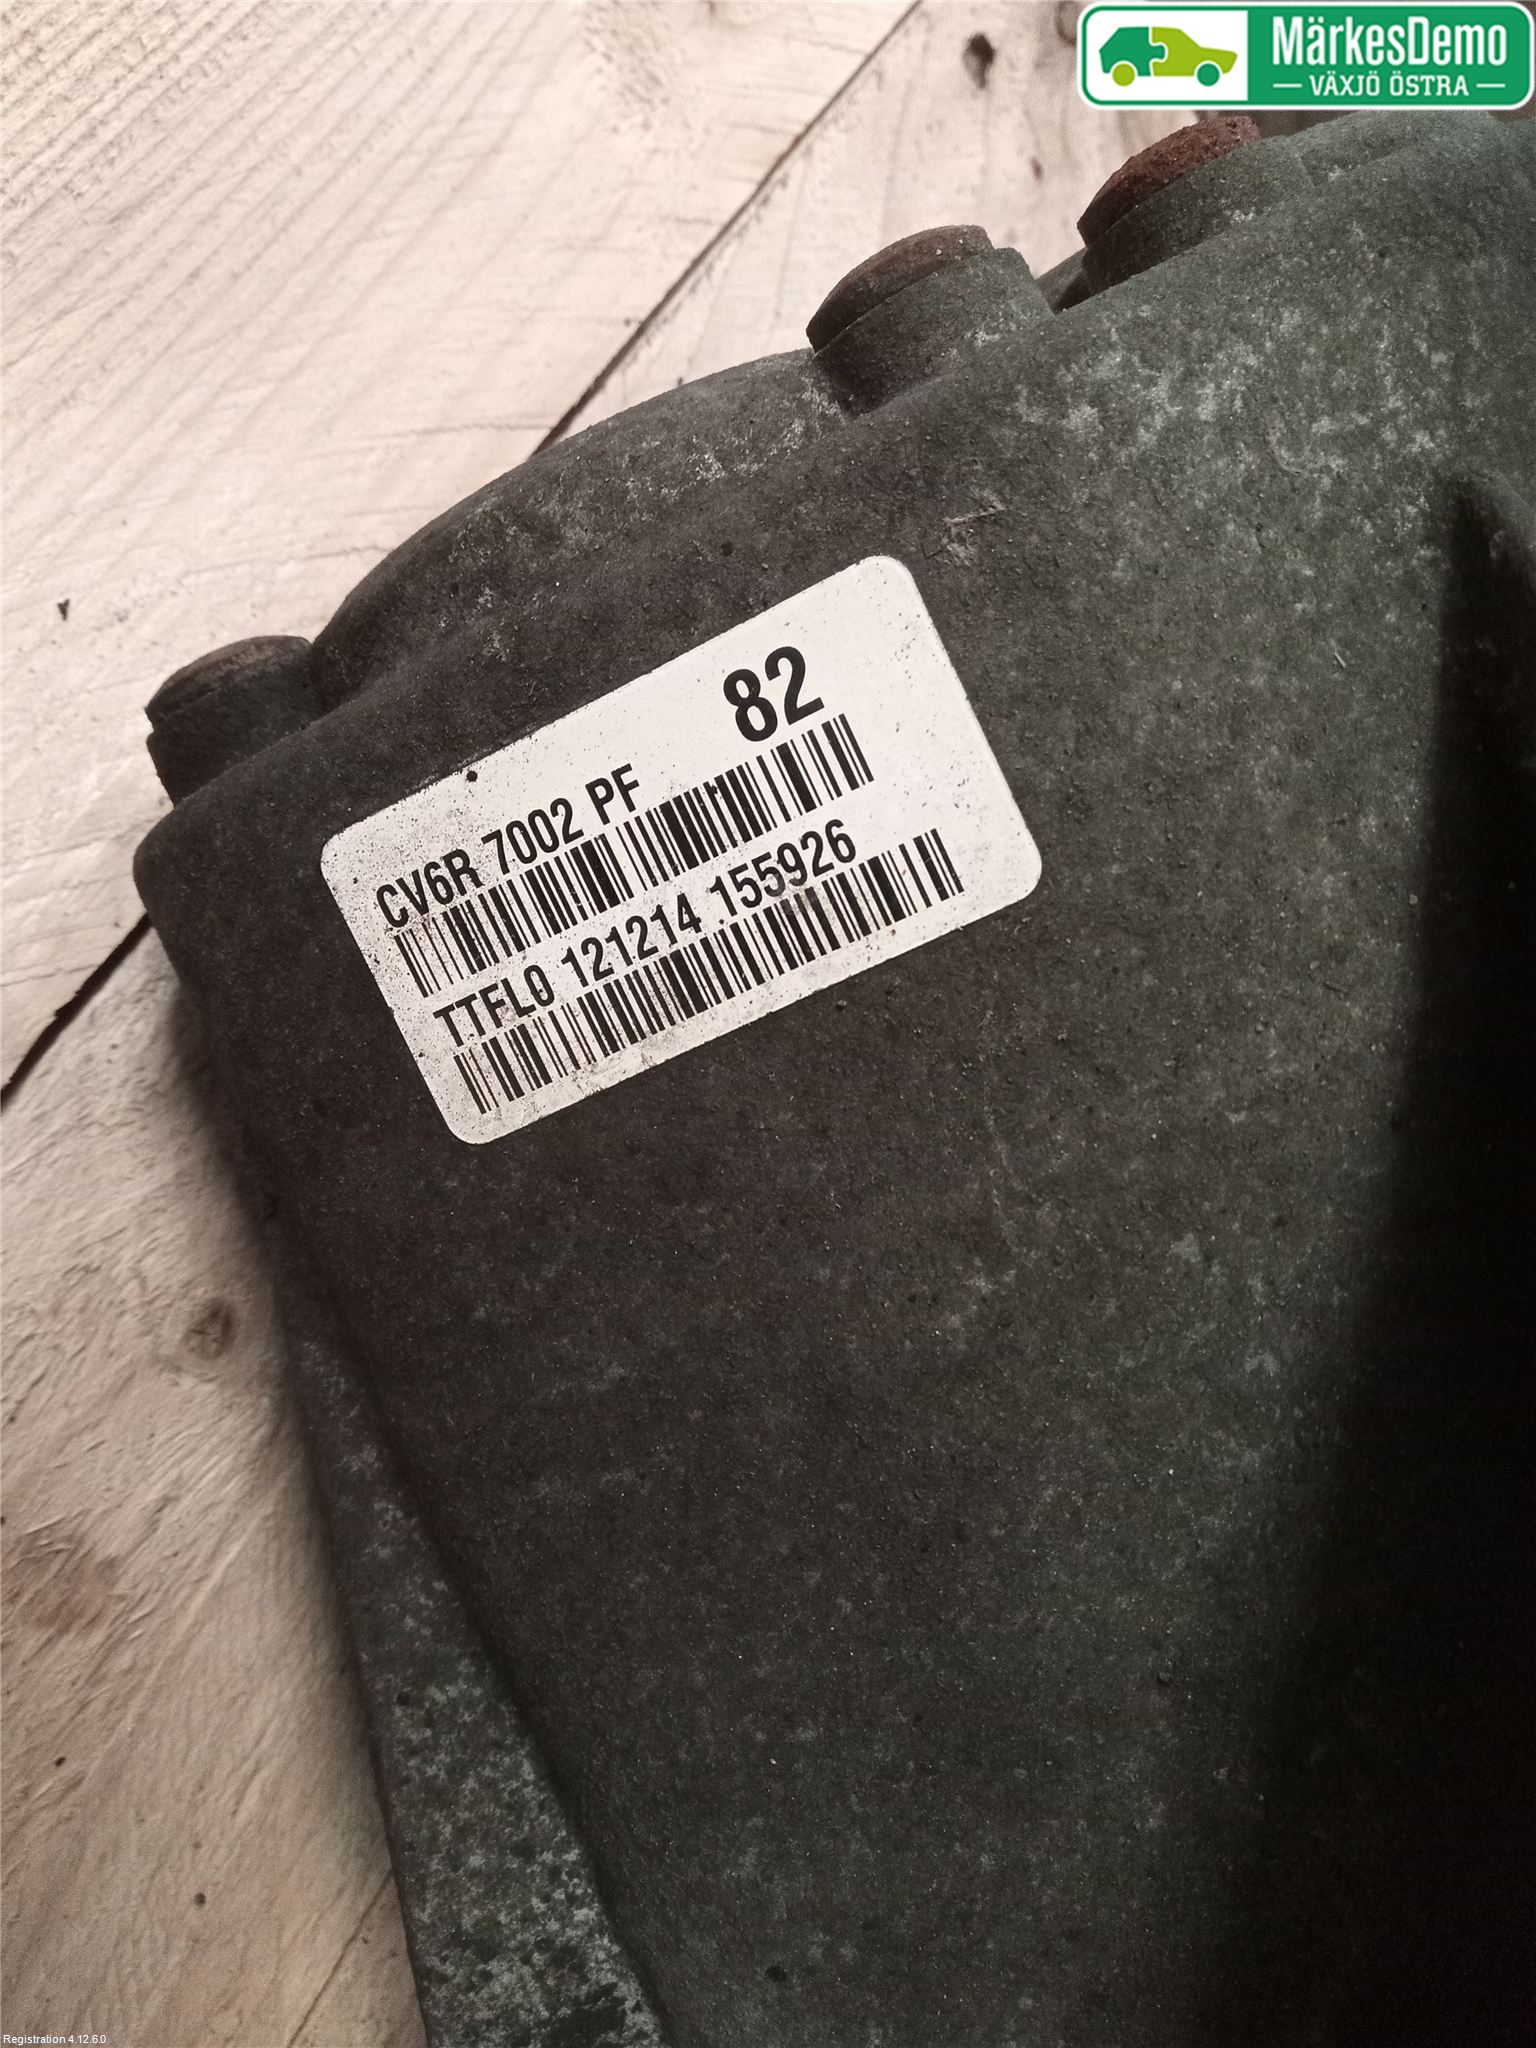 MärkesDemo
VÄXJÖ ÖSTRA
82
CV6R 7002 PF
TTFL0 121214 155926
Registration 4.12.6.0